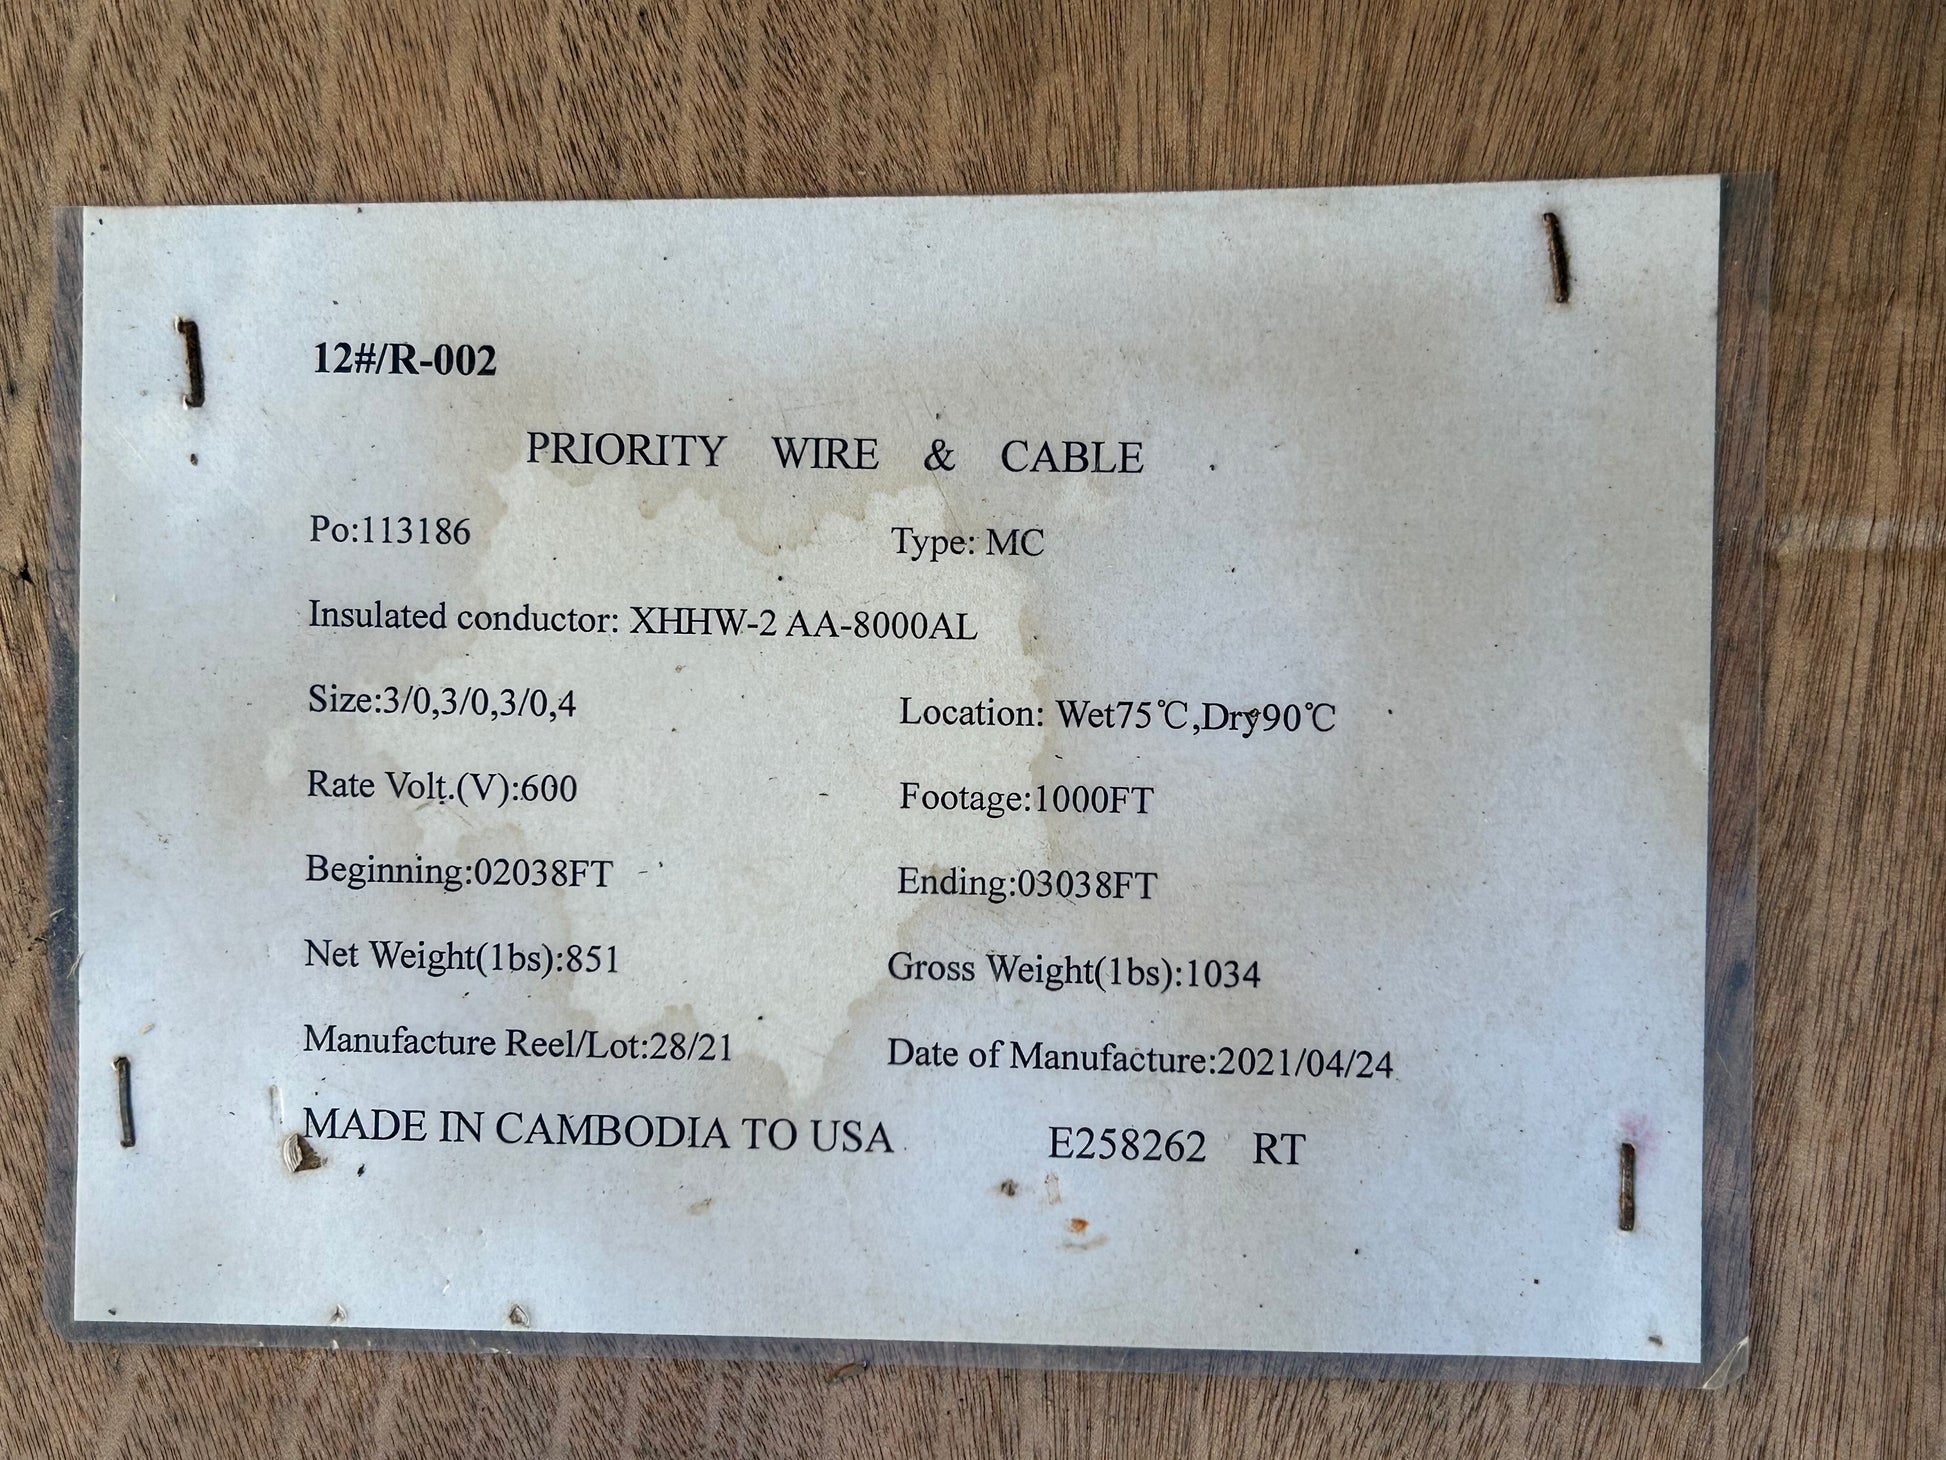 12#/R-002
PRIORITY WIRE & CABLE
Po:113186 Type: MC
Insulated conductor: XHHW-2 AA-8000AL
Size:3/0,3/0,3/0,4 Location: Wet75℃,Dry90℃
Rate Volt.(V):600 Footage:1000FT
Beginning:02038FT Ending:03038FT
Net Weight(1bs):851 Gross Weight(1bs):1034
Manufacture Reel/Lot:28/21 Date of Manufacture:2021/04/24
MADE IN CAMBODIA TO USA E258262 RT